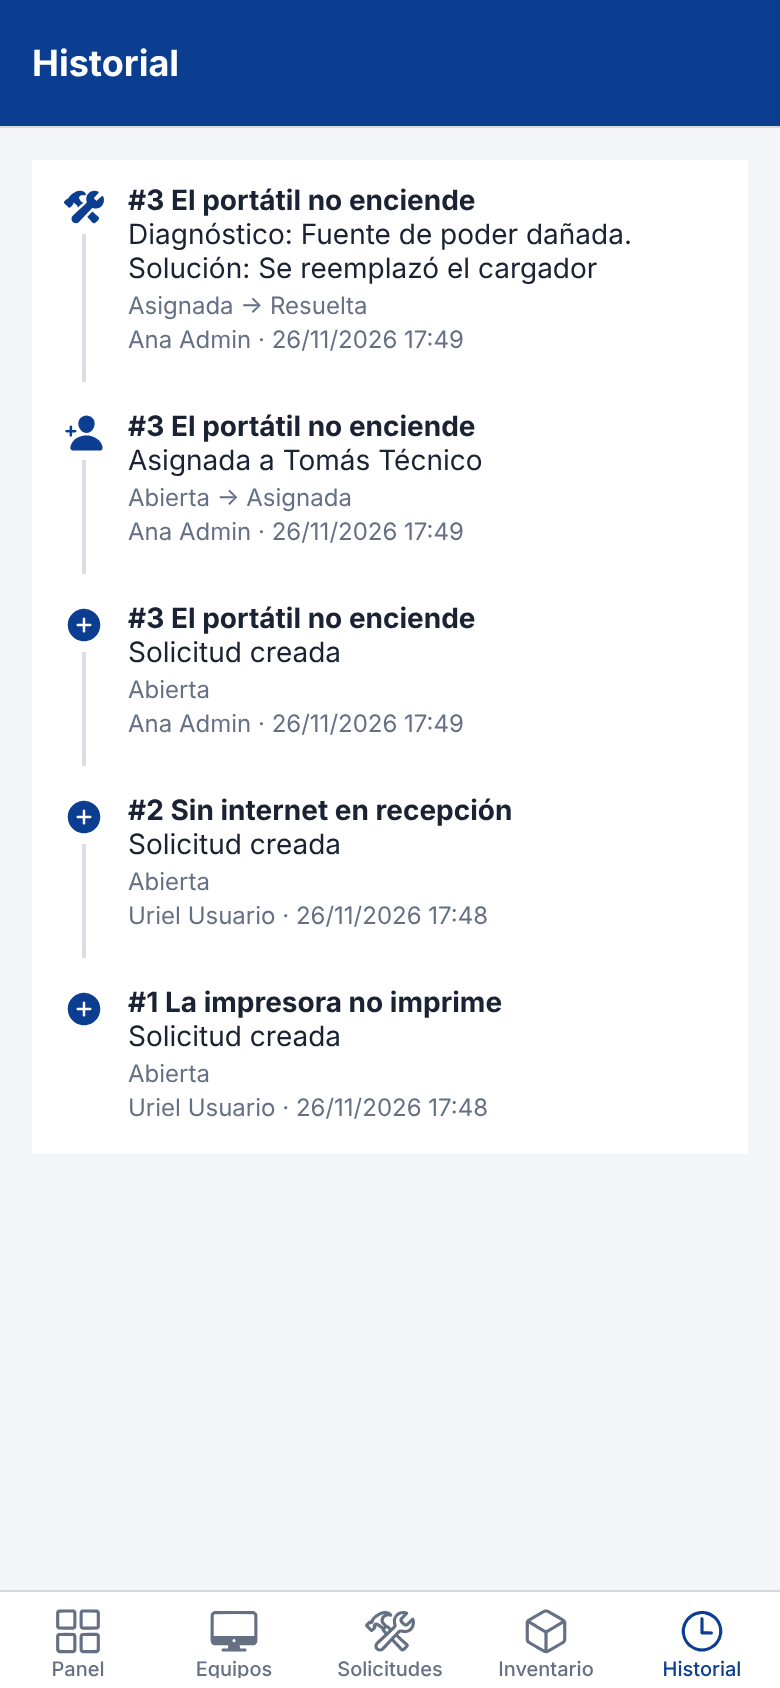 Historial
#3 El portátil no enciende
Diagnóstico: Fuente de poder dañada.
Solución: Se reemplazó el cargador
Asignada → Resuelta
Ana Admin · 26/11/2026 17:49
#3 El portátil no enciende
Asignada a Tomás Técnico
Abierta → Asignada
Ana Admin · 26/11/2026 17:49
#3 El portátil no enciende
Solicitud creada
Abierta
Ana Admin · 26/11/2026 17:49
#2 Sin internet en recepción
Solicitud creada
Abierta
Uriel Usuario · 26/11/2026 17:48
#1 La impresora no imprime
Solicitud creada
Abierta
Uriel Usuario · 26/11/2026 17:48
Panel
Equipos
Solicitudes
Inventario
Historial